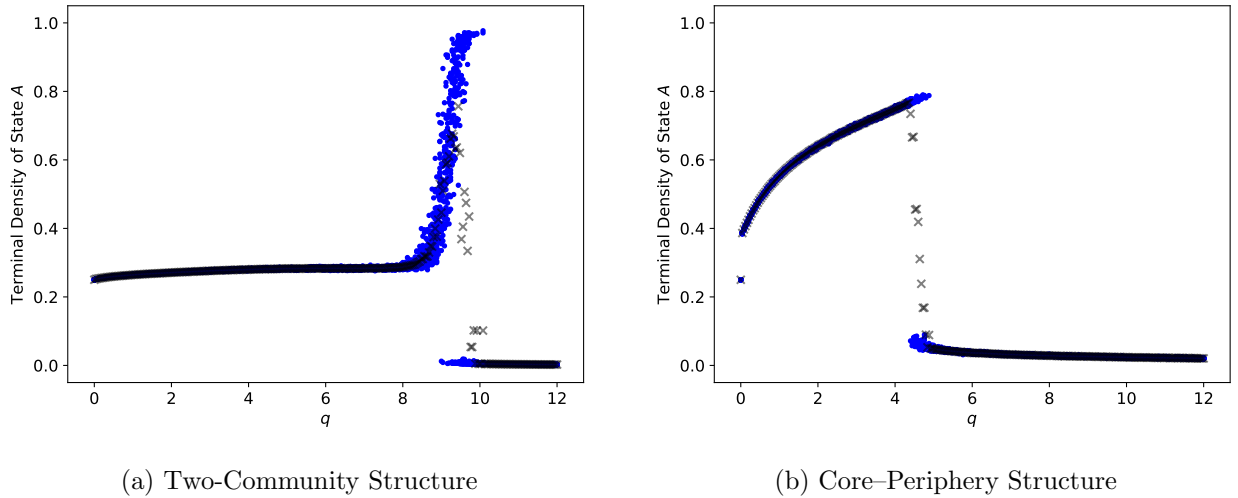 1.0
0.8
0.6
0.4
0.2
0.0
Terminal Density of State A
0 2 4 6 8 10 12
q
(a) Two-Community Structure
1.0
0.8
0.6
0.4
0.2
0.0
Terminal Density of State A
0 2 4 6 8 10 12
q
(b) Core–Periphery Structure